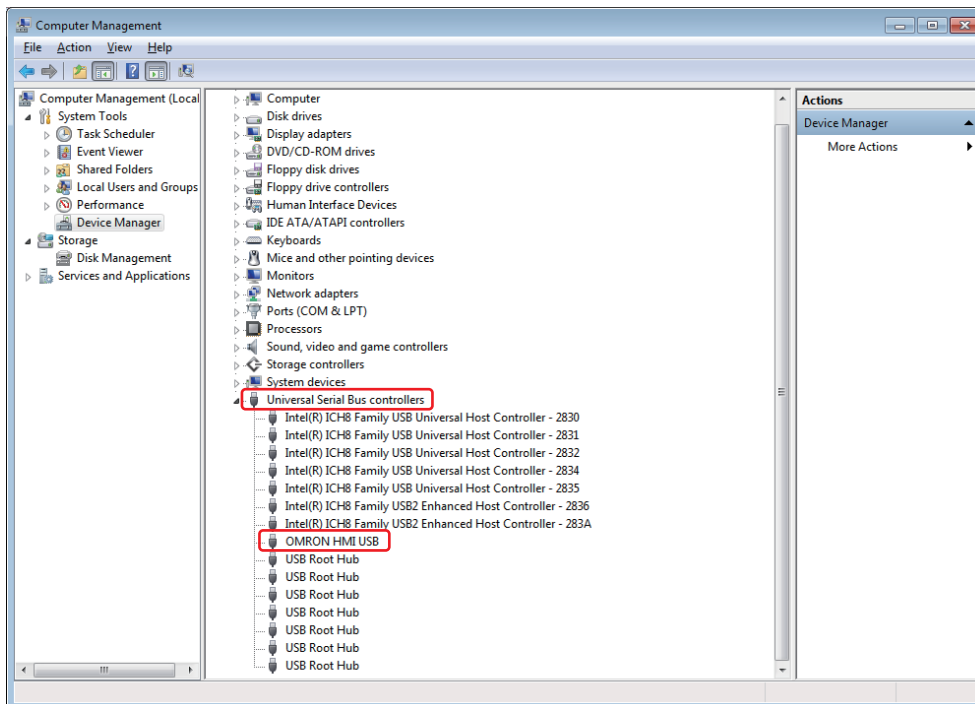 Computer Management
File Action View Help
Computer Management (Local
System Tools
Task Scheduler
Event Viewer
Shared Folders
Local Users and Groups
Performance
Device Manager
Storage
Disk Management
Services and Applications
Computer
Disk drives
Display adapters
DVD/CD-ROM drives
Floppy disk drives
Floppy drive controllers
Human Interface Devices
IDE ATA/ATAPI controllers
Keyboards
Mice and other pointing devices
Monitors
Network adapters
Ports (COM & LPT)
Processors
Sound, video and game controllers
Storage controllers
System devices
Universal Serial Bus controllers
Intel(R) ICH8 Family USB Universal Host Controller - 2830
Intel(R) ICH8 Family USB Universal Host Controller - 2831
Intel(R) ICH8 Family USB Universal Host Controller - 2832
Intel(R) ICH8 Family USB Universal Host Controller - 2834
Intel(R) ICH8 Family USB Universal Host Controller - 2835
Intel(R) ICH8 Family USB2 Enhanced Host Controller - 2836
Intel(R) ICH8 Family USB2 Enhanced Host Controller - 283A
OMRON HMI USB
USB Root Hub
USB Root Hub
USB Root Hub
USB Root Hub
USB Root Hub
USB Root Hub
USB Root Hub
Actions
Device Manager
More Actions